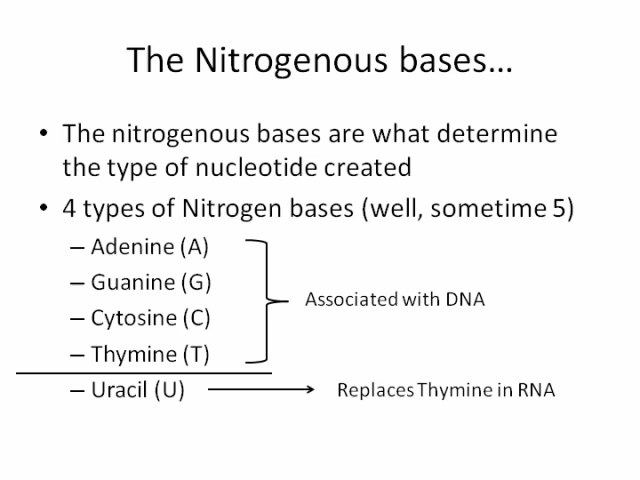 The Nitrogenous bases…
• The nitrogenous bases are what determine
the type of nucleotide created
• 4 types of Nitrogen bases (well, sometime 5)
– Adenine (A)
– Guanine (G)
Associated with DNA
– Cytosine (C)
– Thymine (T)
– Uracil (U)
Replaces Thymine in RNA